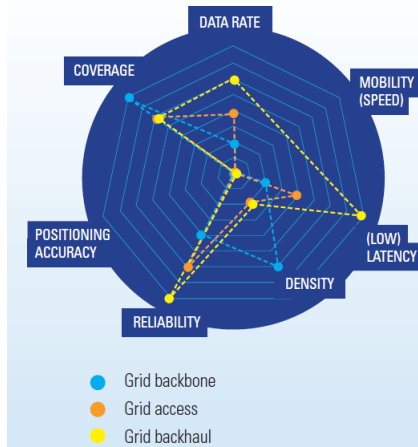 DATA RATE
COVERAGE
MOBILITY
(SPEED)
POSITIONING
ACCURACY
(LOW)
LATENCY
DENSITY
RELIABILITY
Grid backbone
Grid access
Grid backhaul